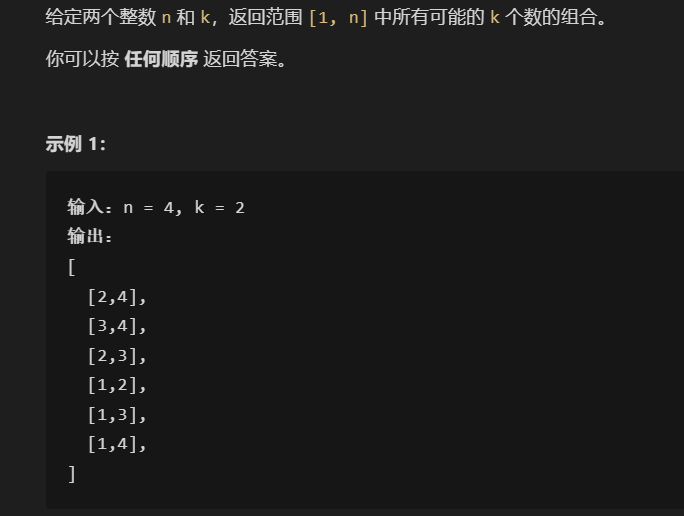 给定两个整数 n 和 k，返回范围 [1, n] 中所有可能的 k 个数的组合。
你可以按 任何顺序 返回答案。
示例 1：
输入：n = 4, k = 2
输出：
[
[2,4],
[3,4],
[2,3],
[1,2],
[1,3],
[1,4],
]